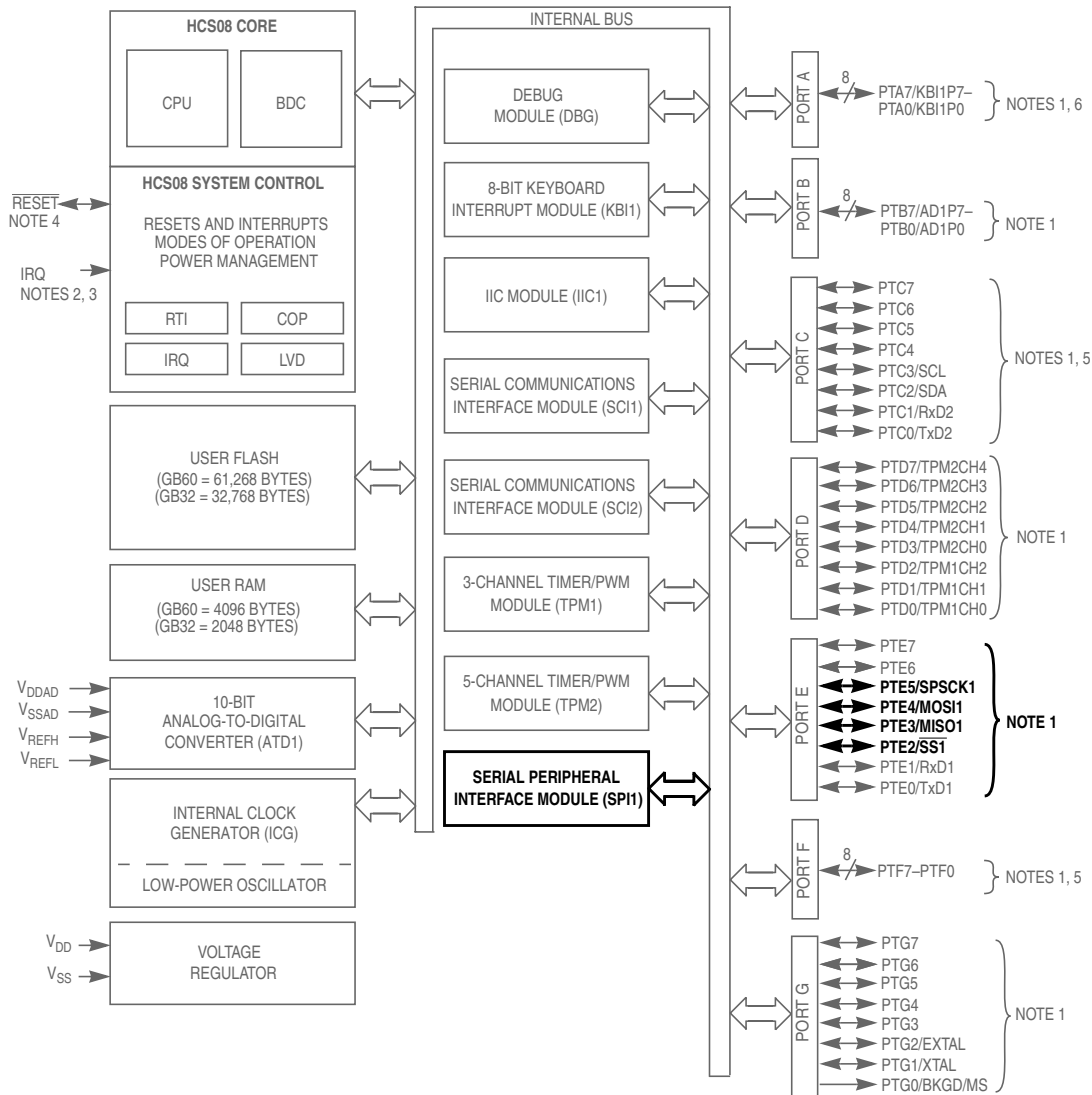 INTERNAL BUS
HCS08 CORE
CPU
BDC
HCS08 SYSTEM CONTROL
RESETS AND INTERRUPTS
MODES OF OPERATION
POWER MANAGEMENT
RTI
COP
IRQ
LVD
RESET
NOTE 4
IRQ
NOTES 2, 3
USER FLASH
(GB60 = 61,268 BYTES)
(GB32 = 32,768 BYTES)
USER RAM
(GB60 = 4096 BYTES)
(GB32 = 2048 BYTES)
VDDAD
VSSAD
VREFH
VREFL
10-BIT
ANALOG-TO-DIGITAL
CONVERTER (ATD1)
INTERNAL CLOCK
GENERATOR (ICG)
LOW-POWER OSCILLATOR
VDD
VSS
VOLTAGE
REGULATOR
DEBUG
MODULE (DBG)
8-BIT KEYBOARD
INTERRUPT MODULE (KBI1)
IIC MODULE (IIC1)
SERIAL COMMUNICATIONS
INTERFACE MODULE (SCI1)
SERIAL COMMUNICATIONS
INTERFACE MODULE (SCI2)
3-CHANNEL TIMER/PWM
MODULE (TPM1)
5-CHANNEL TIMER/PWM
MODULE (TPM2)
SERIAL PERIPHERAL
INTERFACE MODULE (SPI1)
PORT A
8
PTA7/KBI1P7–
PTA0/KBI1P0
NOTES 1, 6
PORT B
8
PTB7/AD1P7–
PTB0/AD1P0
NOTE 1
PORT C
PTC7
PTC6
PTC5
PTC4
PTC3/SCL
PTC2/SDA
PTC1/RxD2
PTC0/TxD2
NOTES 1, 5
PORT D
PTD7/TPM2CH4
PTD6/TPM2CH3
PTD5/TPM2CH2
PTD4/TPM2CH1
PTD3/TPM2CH0
PTD2/TPM1CH2
PTD1/TPM1CH1
PTD0/TPM1CH0
NOTE 1
PORT E
PTE7
PTE6
PTE5/SPSCK1
PTE4/MOSI1
PTE3/MISO1
PTE2/SS1
PTE1/RxD1
PTE0/TxD1
NOTE 1
PORT F
8
PTF7–PTF0
NOTES 1, 5
PORT G
PTG7
PTG6
PTG5
PTG4
PTG3
PTG2/EXTAL
PTG1/XTAL
PTG0/BKGD/MS
NOTE 1